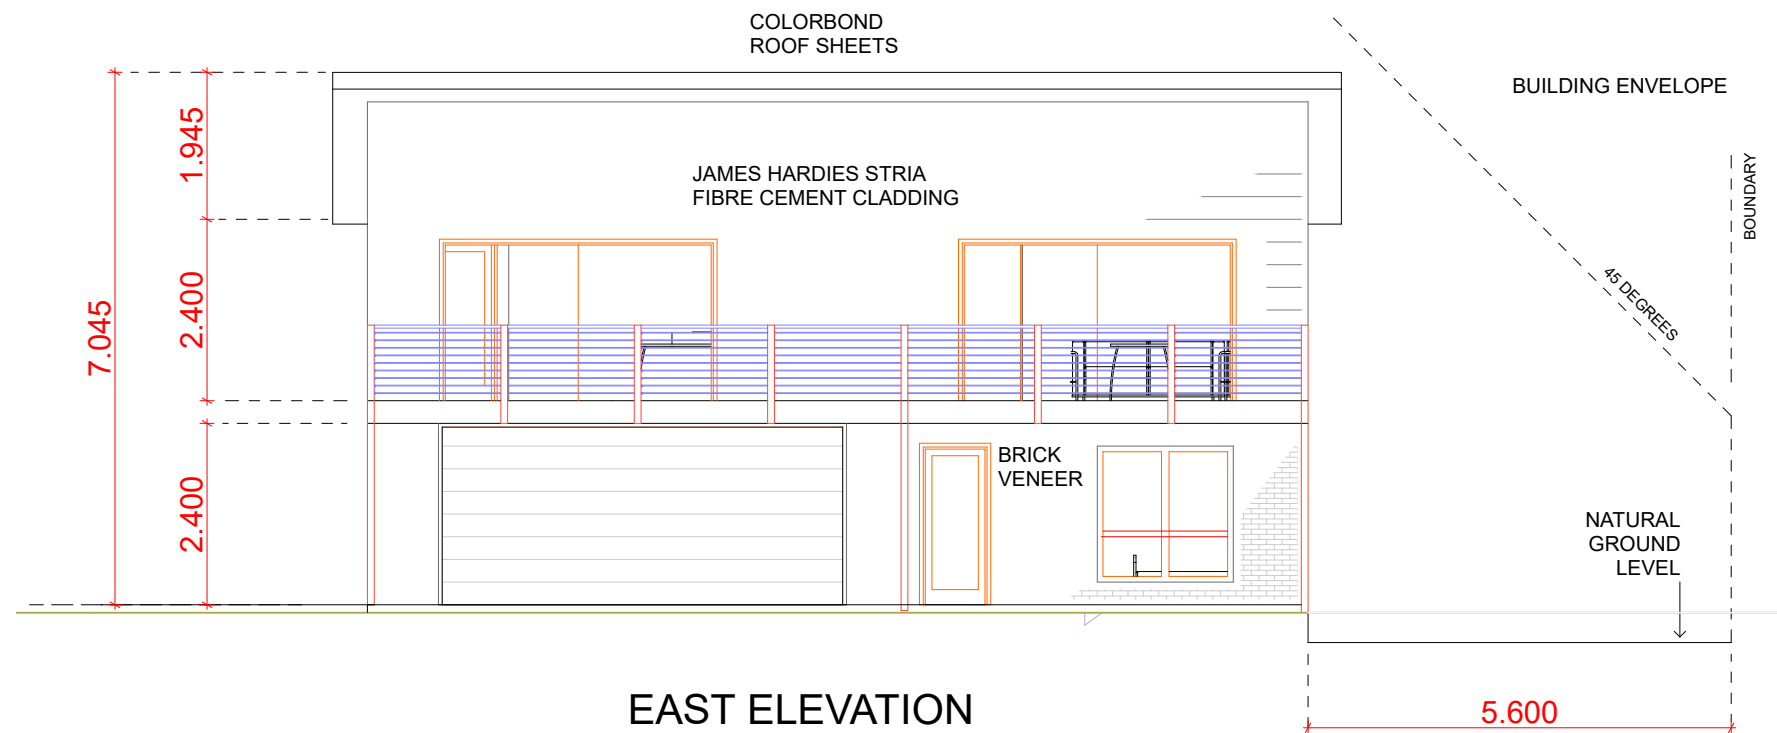 COLORBOND
ROOF SHEETS
BUILDING ENVELOPE
1.945
JAMES HARDIES STRIA
FIBRE CEMENT CLADDING
BOUNDARY
45 DEGREES
2.400
7.045
BRICK
VENEER
2.400
NATURAL
GROUND
LEVEL
EAST ELEVATION
5.600